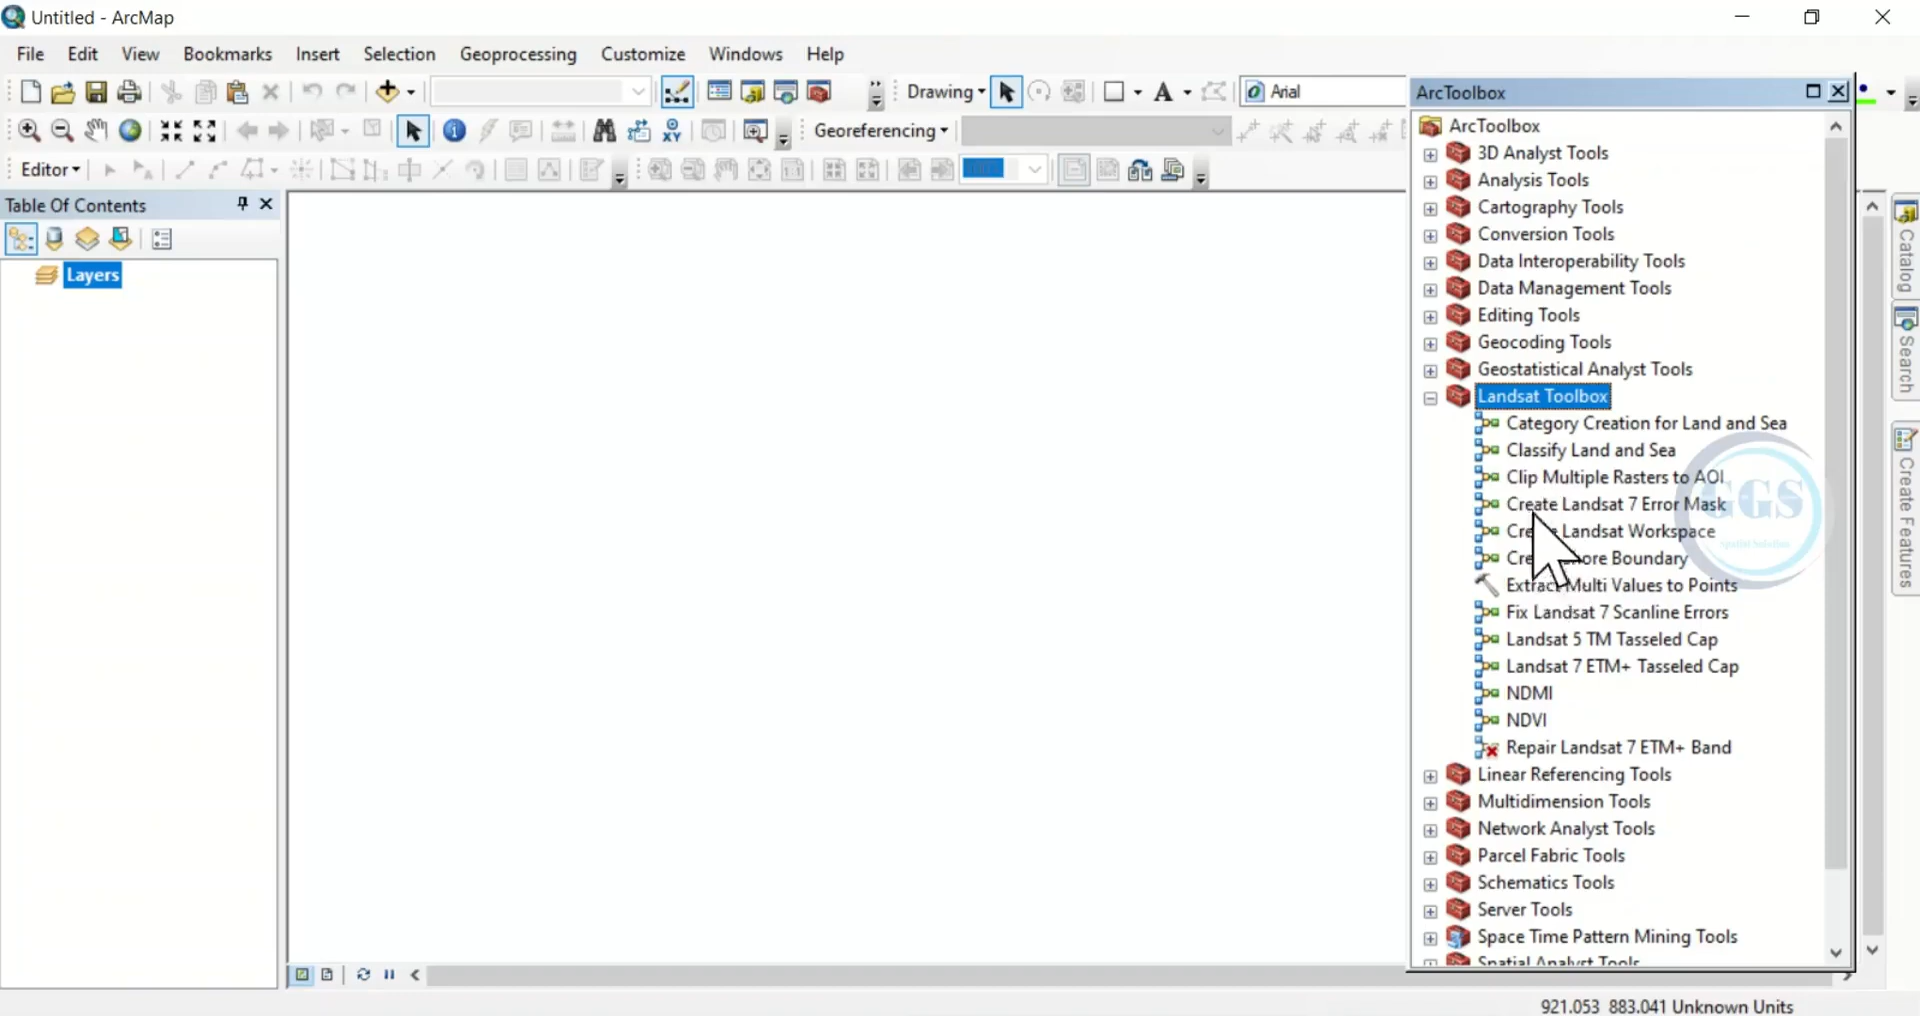 Untitled - ArcMap
File Edit View Bookmarks Insert Selection Geoprocessing Customize Windows Help
Drawing
Arial
Georeferencing
Editor
Table Of Contents
Layers
ArcToolbox
ArcToolbox
3D Analyst Tools
Analysis Tools
Cartography Tools
Conversion Tools
Data Interoperability Tools
Data Management Tools
Editing Tools
Geocoding Tools
Geostatistical Analyst Tools
Landsat Toolbox
Category Creation for Land and Sea
Classify Land and Sea
Clip Multiple Rasters to AOI
Create Landsat 7 Error Mask
Landsat Workspace
Boundary
Extract Multi Values to Points
Fix Landsat 7 Scanline Errors
Landsat 5 TM Tasseled Cap
Landsat 7 ETM+ Tasseled Cap
NDMI
NDVI
Repair Landsat 7 ETM+ Band
Linear Referencing Tools
Multidimension Tools
Network Analyst Tools
Parcel Fabric Tools
Schematics Tools
Server Tools
Space Time Pattern Mining Tools
Spatial Analyst Tools
GGS
Catalog
Search
Create Features
921.053 883.041 Unknown Units